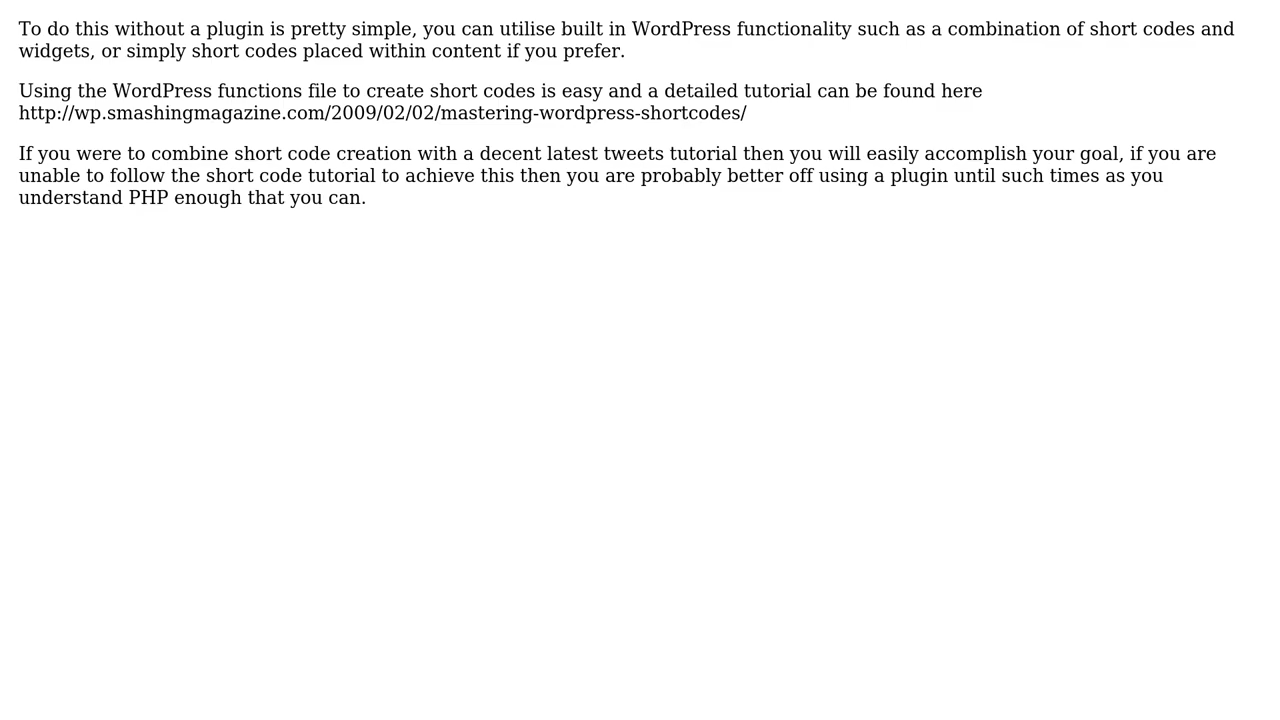 To do this without a plugin is pretty simple, you can utilise built in WordPress functionality such as a combination of short codes and
widgets, or simply short codes placed within content if you prefer.
Using the WordPress functions file to create short codes is easy and a detailed tutorial can be found here
http://wp.smashingmagazine.com/2009/02/02/mastering-wordpress-shortcodes/
If you were to combine short code creation with a decent latest tweets tutorial then you will easily accomplish your goal, if you are
unable to follow the short code tutorial to achieve this then you are probably better off using a plugin until such times as you
understand PHP enough that you can.